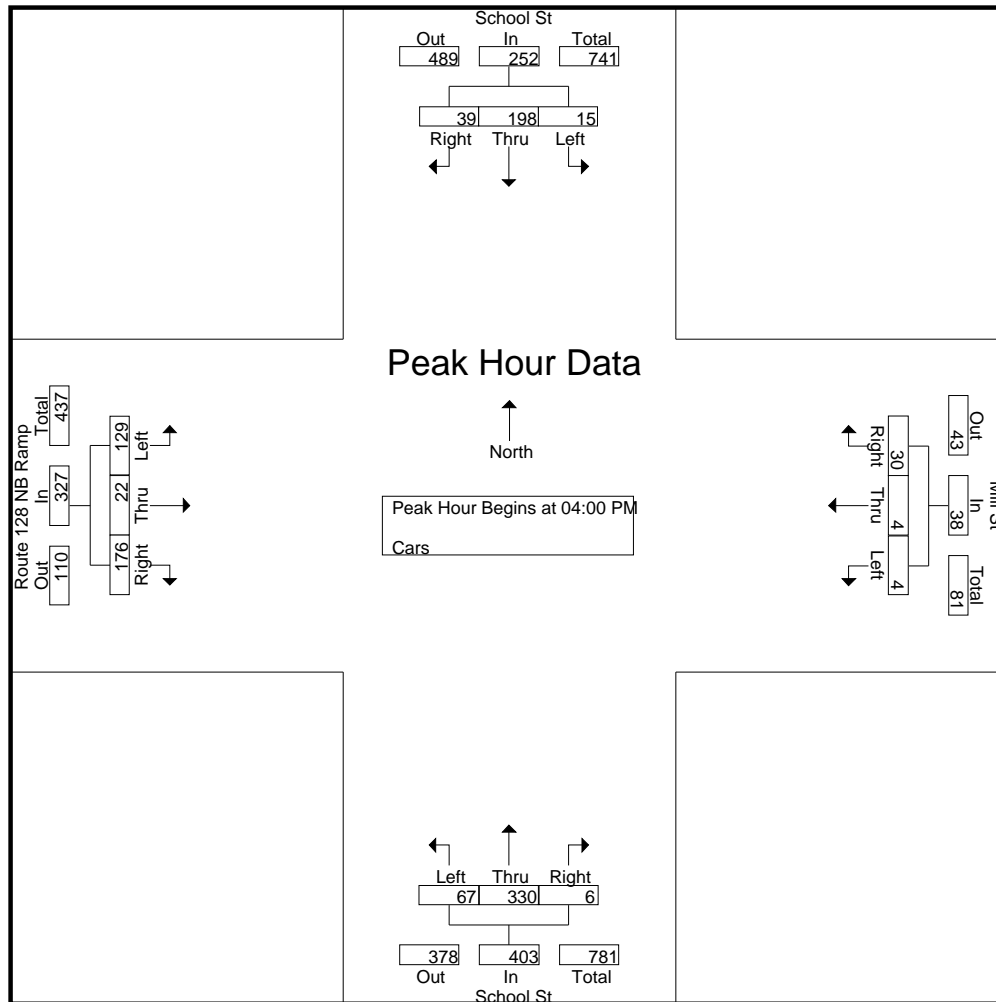 School St
Out In Total
489 252 741
39 198 15
Right Thru Left
Peak Hour Data
North
Peak Hour Begins at 04:00 PM
Cars
Route 128 NB Ramp
Out In Total
110 327 437
176 22 129
Right Thru Left
Mill St
Out In Total
43 38 81
30 4 4
Right Thru Left
Left Thru Right
67 330 6
378 403 781
Out In Total
School St